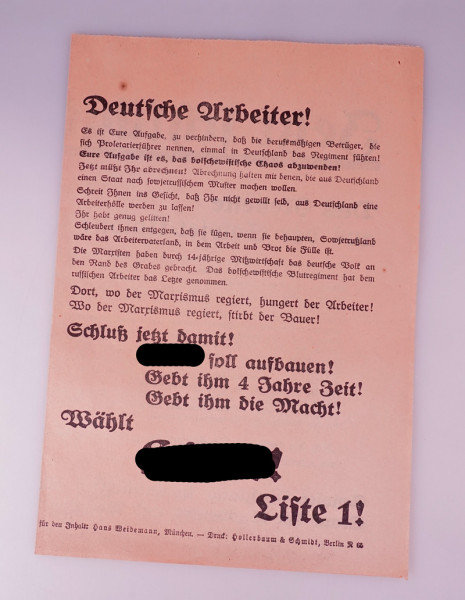 Deutsche Arbeiter!
Es ist Eure Aufgabe, zu verhindern, daß die berufsmäßigen Betrüger, die
sich Proletarierführer nennen, einmal in Deutschland das Regiment führen!
Eure Aufgabe ist es, das bolschewistische Chaos abzuwenden!
Jetzt müßt Ihr abrechnen! Abrechnung halten mit denen, die aus Deutschland
einen Staat nach sowjetrussischem Muster machen wollen.
Schreit Ihnen ins Gesicht, daß Ihr nicht gewillt seid, aus Deutschland eine
Arbeiterhölle werden zu lassen!
Ihr habt genug gelitten!
Schleudert ihnen entgegen, daß sie lügen, wenn sie behaupten, Sowjetrußland
wäre das Arbeitervaterland, in dem Arbeit und Brot die Fülle ist.
Die Marxisten haben durch 14-jährige Mißwirtschaft das deutsche Volk an
den Rand des Grabes gebracht. Das bolschewistische Blutregiment hat dem
russischen Arbeiter das Letzte genommen.
Dort, wo der Marxismus regiert, hungert der Arbeiter!
Wo der Marxismus regiert, stirbt der Bauer!
Schluß jetzt damit!
soll aufbauen!
Gebt ihm 4 Jahre Zeit!
Gebt ihm die Macht!
Wählt
!
Liste 1!
für den Inhalt: Hans Weidemann, München. — Druck: Hollerbaum & Schmidt, Berlin N 65